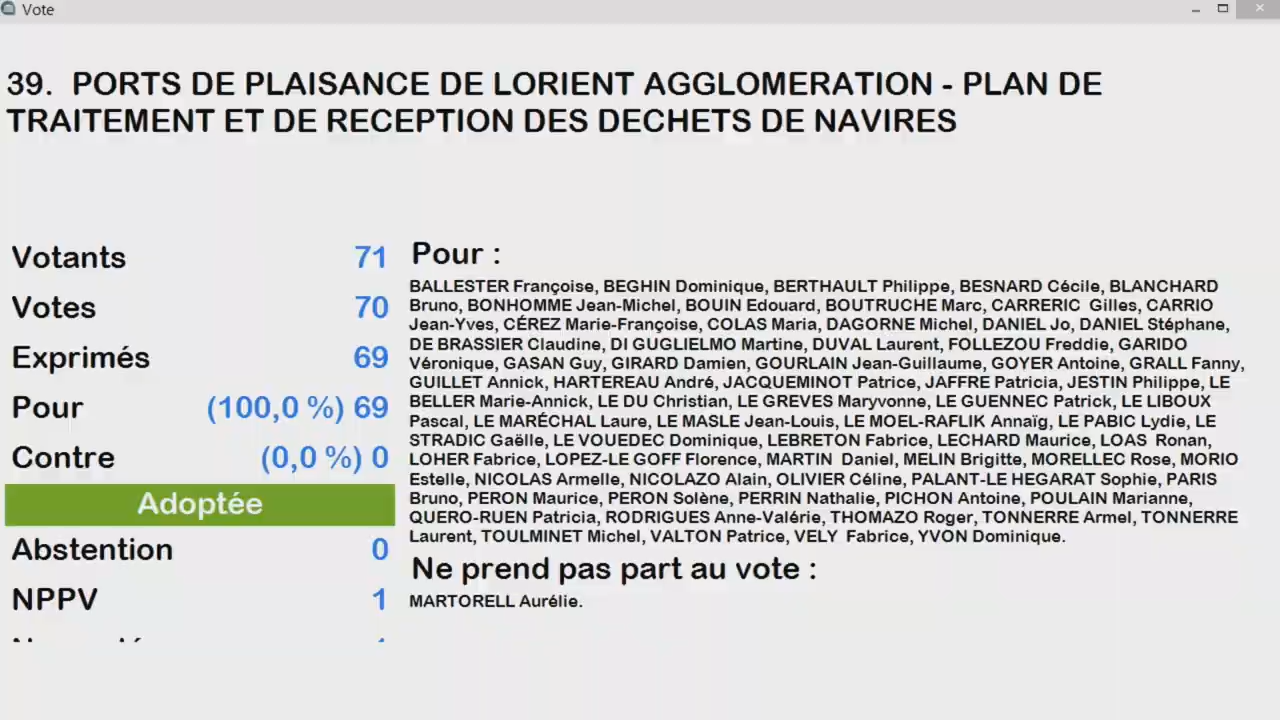 Vote
39. PORTS DE PLAISANCE DE LORIENT AGGLOMERATION - PLAN DE
TRAITEMENT ET DE RECEPTION DES DECHETS DE NAVIRES
Votants 71
Votes 70
Exprimés 69
Pour (100,0 %) 69
Contre (0,0 %) 0
Adoptée
Abstention 0
NPPV 1
Pour :
BALLESTER Françoise, BEGHIN Dominique, BERTHAULT Philippe, BESNARD Cécile, BLANCHARD
Bruno, BONHOMME Jean-Michel, BOUIN Edouard, BOUTRUCHE Marc, CARRERIC Gilles, CARRIO
Jean-Yves, CÉREZ Marie-Françoise, COLAS Maria, DAGORNE Michel, DANIEL Jo, DANIEL Stéphane,
DE BRASSIER Claudine, DI GUGLIELMO Martine, DUVAL Laurent, FOLLEZOU Freddie, GARIDO
Véronique, GASAN Guy, GIRARD Damien, GOURLAIN Jean-Guillaume, GOYER Antoine, GRALL Fanny,
GUILLET Annick, HARTEREAU André, JACQUEMINOT Patrice, JAFFRE Patricia, JESTIN Philippe, LE
BELLER Marie-Annick, LE DU Christian, LE GREVES Maryvonne, LE GUENNEC Patrick, LE LIBOUX
Pascal, LE MARÉCHAL Laure, LE MASLE Jean-Louis, LE MOEL-RAFLIK Annaïg, LE PABIC Lydie, LE
STRADIC Gaëlle, LE VOUEDEC Dominique, LEBRETON Fabrice, LECHARD Maurice, LOAS Ronan,
LOHER Fabrice, LOPEZ-LE GOFF Florence, MARTIN Daniel, MELIN Brigitte, MORELLEC Rose, MORIO
Estelle, NICOLAS Armelle, NICOLAZO Alain, OLIVIER Céline, PALANT-LE HEGARAT Sophie, PARIS
Bruno, PERON Maurice, PERON Solène, PERRIN Nathalie, PICHON Antoine, POULAIN Marianne,
QUERO-RUEN Patricia, RODRIGUES Anne-Valérie, THOMAZO Roger, TONNERRE Armel, TONNERRE
Laurent, TOULMINET Michel, VALTON Patrice, VELY Fabrice, YVON Dominique.
Ne prend pas part au vote :
MARTORELL Aurélie.